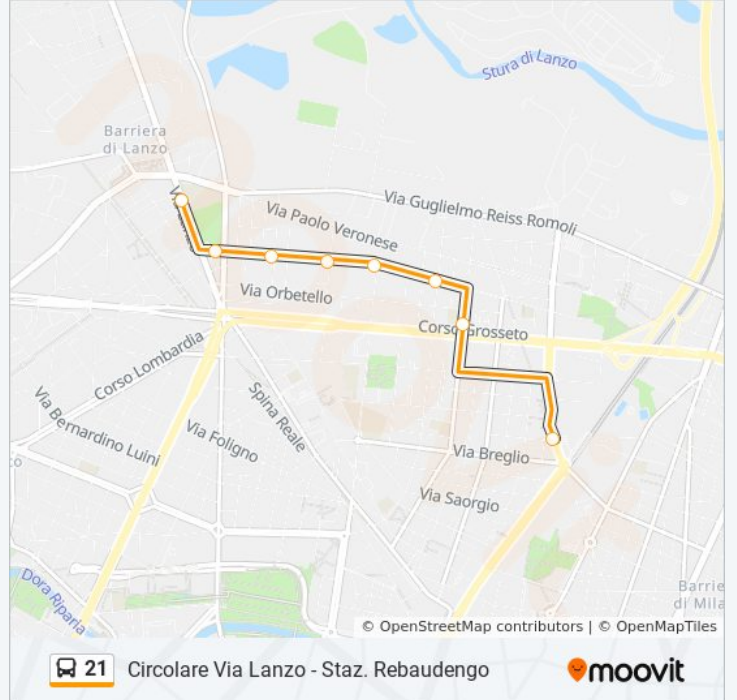 Stura di Lanzo
Barriera
di Lanzo
Via Guglielmo Reiss Romoli
Via Paolo Veronese
Via Orbetello
Corso Grosseto
Corso Lombardia
Via Bernardino Luini
Spina Reale
Via Foligno
Via Breglio
Via Saorgio
Dora Riparia
Barrie
di Mila
© OpenStreetMap contributors | © OpenMapTiles
21 Circolare Via Lanzo - Staz. Rebaudengo
moovit